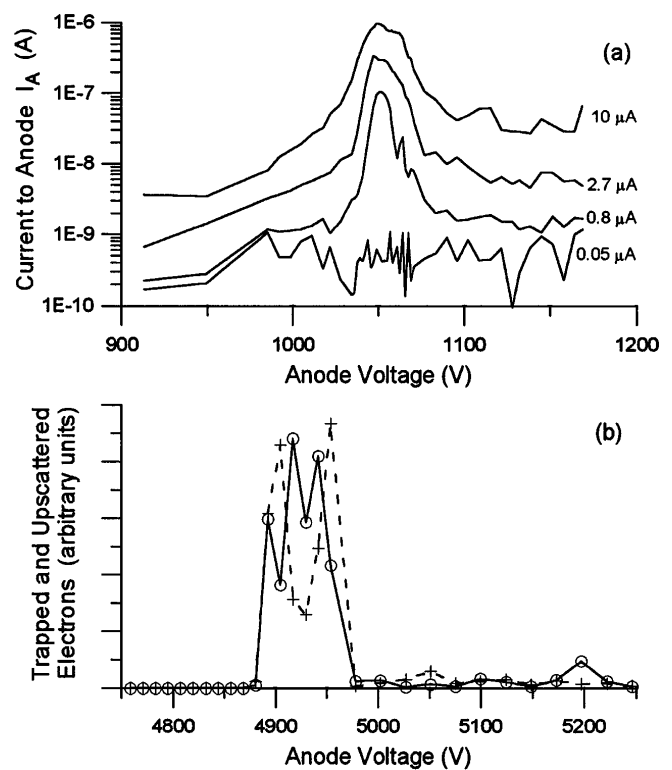 Current to Anode I_A (A)
1E-6
1E-7
1E-8
1E-9
1E-10
(a)
10 μA
2.7 μA
0.8 μA
0.05 μA
900
1000
1100
1200
Anode Voltage (V)
Trapped and Upscattered
Electrons (arbitrary units)
(b)
4800
4900
5000
5100
5200
Anode Voltage (V)